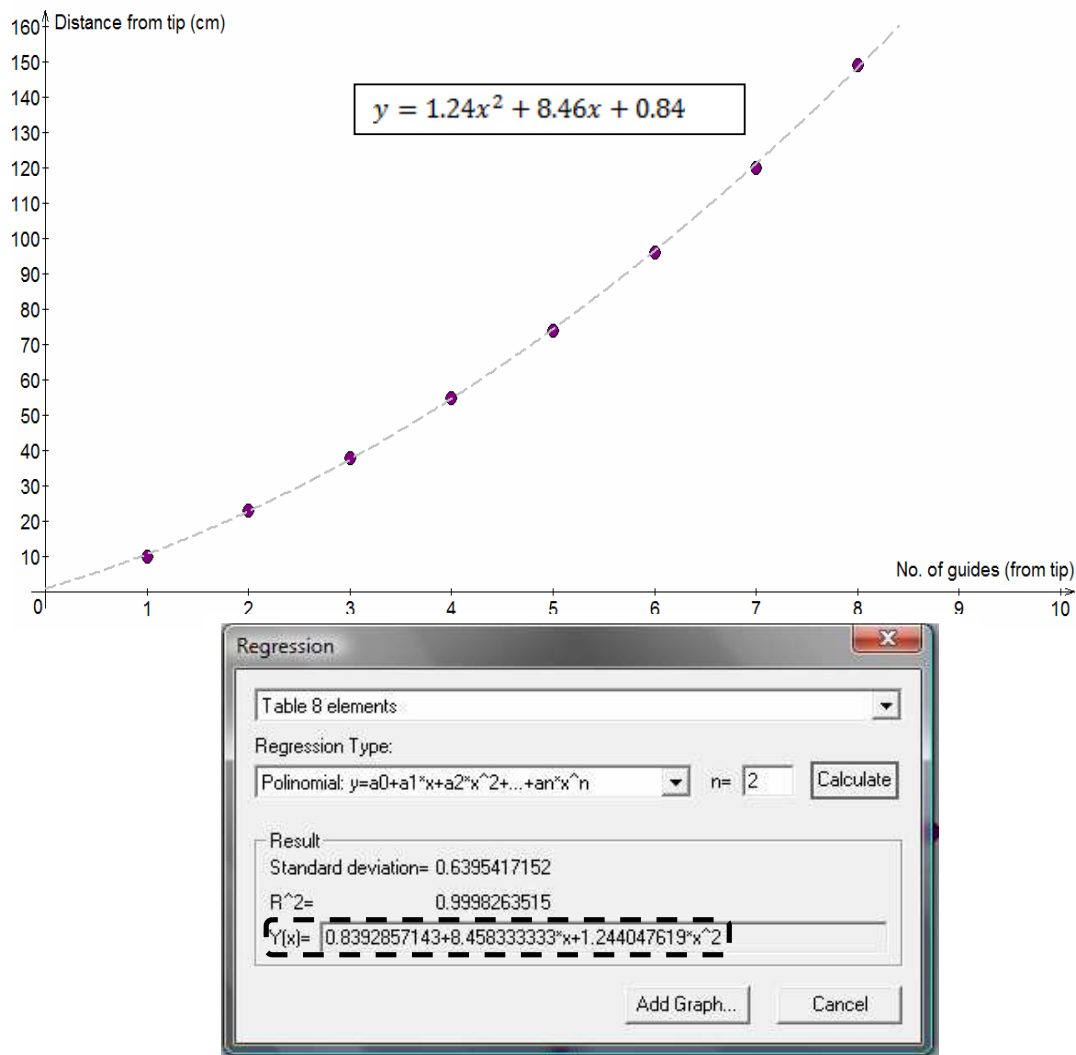 Distance from tip (cm)
160
150
140
130
120
110
100
90
80
70
60
50
40
30
20
10
y = 1.24x² + 8.46x + 0.84
No. of guides (from tip)
0 1 2 3 4 5 6 7 8 9 10
Regression
Table 8 elements
Regression Type:
Polinomial: y=a0+a1*x+a2*x^2+...+an*x^n n= 2 Calculate
Result
Standard deviation= 0.6395417152
R^2= 0.9998263515
Y(x)= 0.8392857143+8.458333333*x+1.244047619*x^2
Add Graph... Cancel